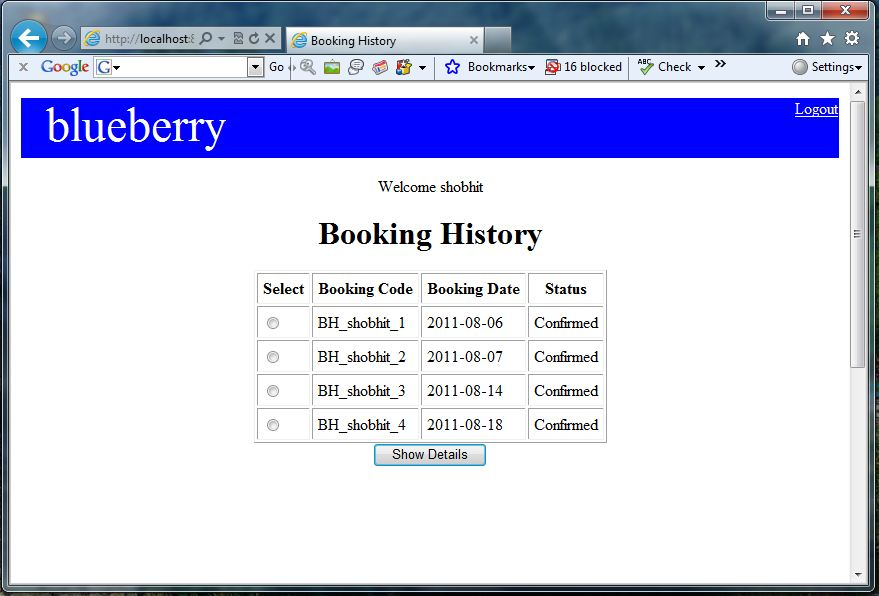 http://localhost:8
Booking History
Google G Go Bookmarks 16 blocked ABC Check Settings
Logout
blueberry
Welcome shobhit
Booking History
Select Booking Code Booking Date Status
BH_shobhit_1 2011-08-06 Confirmed
BH_shobhit_2 2011-08-07 Confirmed
BH_shobhit_3 2011-08-14 Confirmed
BH_shobhit_4 2011-08-18 Confirmed
Show Details